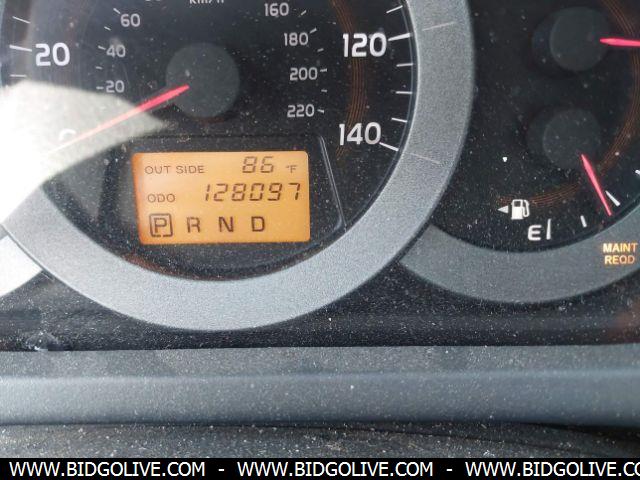 60
km/h
160
20
40
180
120
20
200
220
140
OUT SIDE 86 °F
ODO 128097
P R N D
E
MAINT
REQD
WWW.BIDGOLIVE.COM - WWW.BIDGOLIVE.COM - WWW.BIDGOLIVE.COM